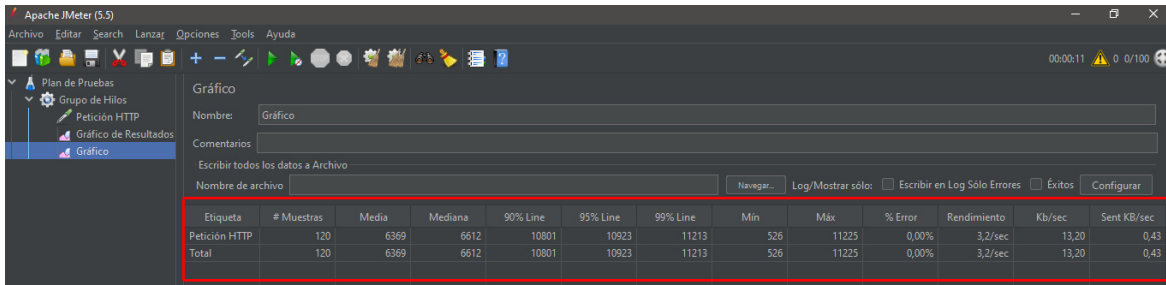 Apache JMeter (5.5)
Archivo Editar Search Lanzar Opciones Tools Ayuda
00:00:11 0 0/100
Plan de Pruebas
Grupo de Hilos
Petición HTTP
Gráfico de Resultados
Gráfico
Gráfico
Nombre: Gráfico
Comentarios
Escribir todos los datos a Archivo
Nombre de archivo Navegar... Log/Mostrar sólo: Escribir en Log Sólo Errores Éxitos Configurar
Etiqueta # Muestras Media Mediana 90% Line 95% Line 99% Line Mín Máx % Error Rendimiento Kb/sec Sent KB/sec
Petición HTTP 120 6369 6612 10801 10923 11213 526 11225 0,00% 3,2/sec 13,20 0,43
Total 120 6369 6612 10801 10923 11213 526 11225 0,00% 3,2/sec 13,20 0,43